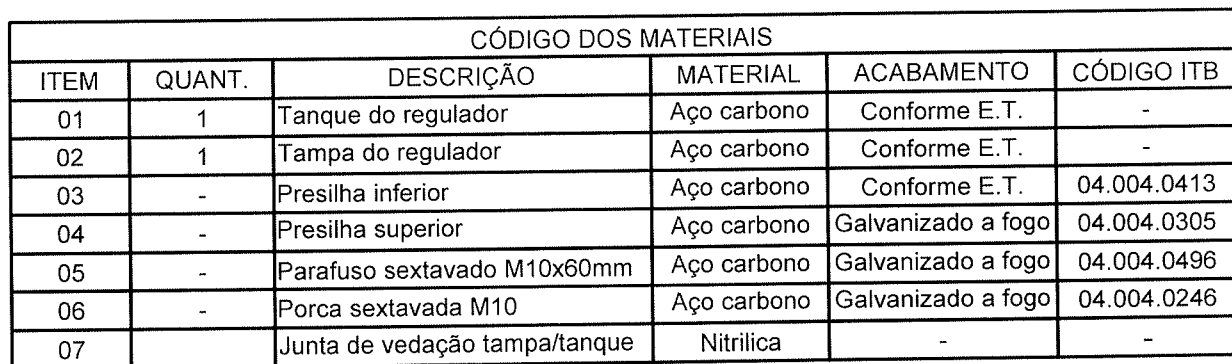 CÓDIGO DOS MATERIAIS
ITEM QUANT. DESCRIÇÃO MATERIAL ACABAMENTO CÓDIGO ITB
01 1 Tanque do regulador Aço carbono Conforme E.T. -
02 1 Tampa do regulador Aço carbono Conforme E.T. -
03 - Presilha inferior Aço carbono Conforme E.T. 04.004.0413
04 - Presilha superior Aço carbono Galvanizado a fogo 04.004.0305
05 - Parafuso sextavado M10x60mm Aço carbono Galvanizado a fogo 04.004.0496
06 - Porca sextavada M10 Aço carbono Galvanizado a fogo 04.004.0246
07 Junta de vedação tampa/tanque Nitrilica - -